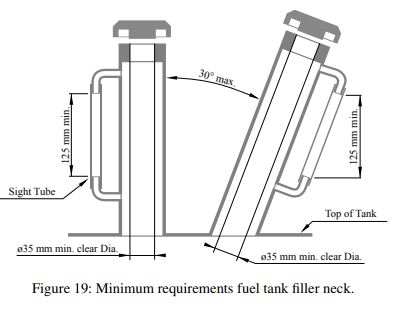 30° max.
125 mm min.
125 mm min.
Sight Tube
Top of Tank
ø35 mm min. clear Dia.
ø35 mm min. clear Dia.
Figure 19: Minimum requirements fuel tank filler neck.